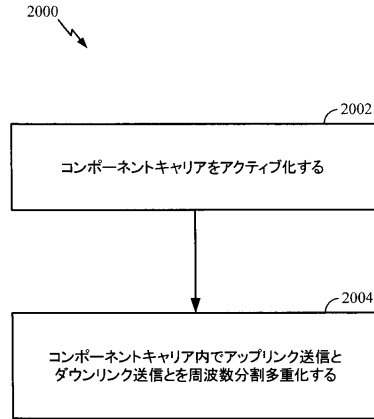 2000
2002
コンポーネントキャリアをアクティブ化する
2004
コンポーネントキャリア内でアップリンク送信と
ダウンリンク送信とを周波数分割多重化する